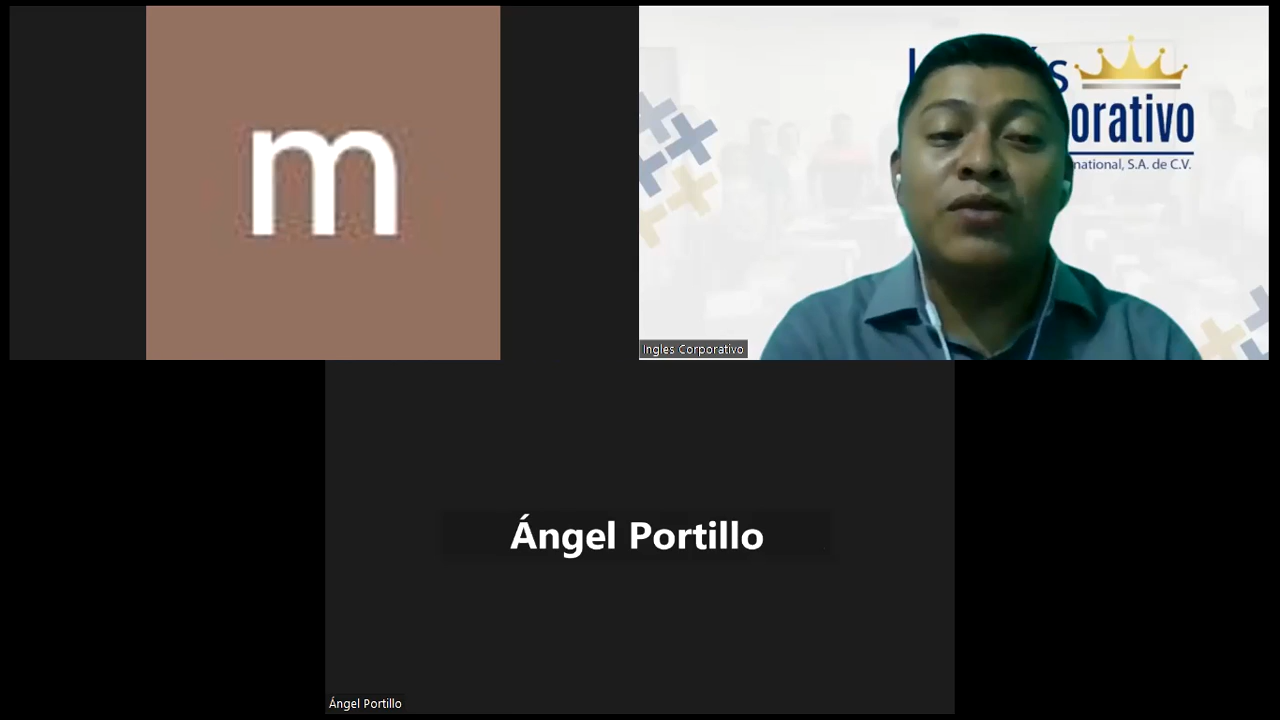 m
s
orativo
national, S.A. de C.V.
Ingles Corporativo
Ángel Portillo
Ángel Portillo